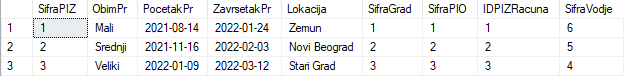 SifraPIZ ObimPr PocetakPr ZavrsetakPr Lokacija SifraGrad SifraPIO IDPIZRacuna SifraVodje
1 1 Mali 2021-08-14 2022-01-24 Zemun 1 1 1 6
2 2 Srednji 2021-11-16 2022-02-03 Novi Beograd 2 2 2 5
3 3 Veliki 2022-01-09 2022-03-12 Stari Grad 3 3 3 4